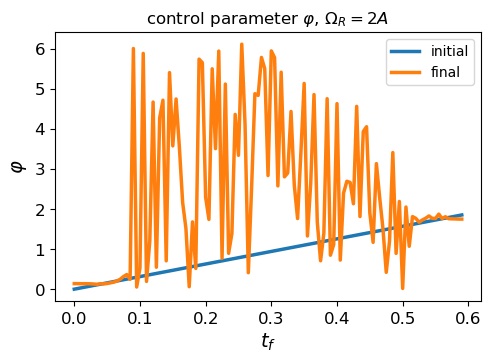 control parameter φ, Ω_R = 2A
initial
final
φ
6
5
4
3
2
1
0
0.0 0.1 0.2 0.3 0.4 0.5 0.6
t_f